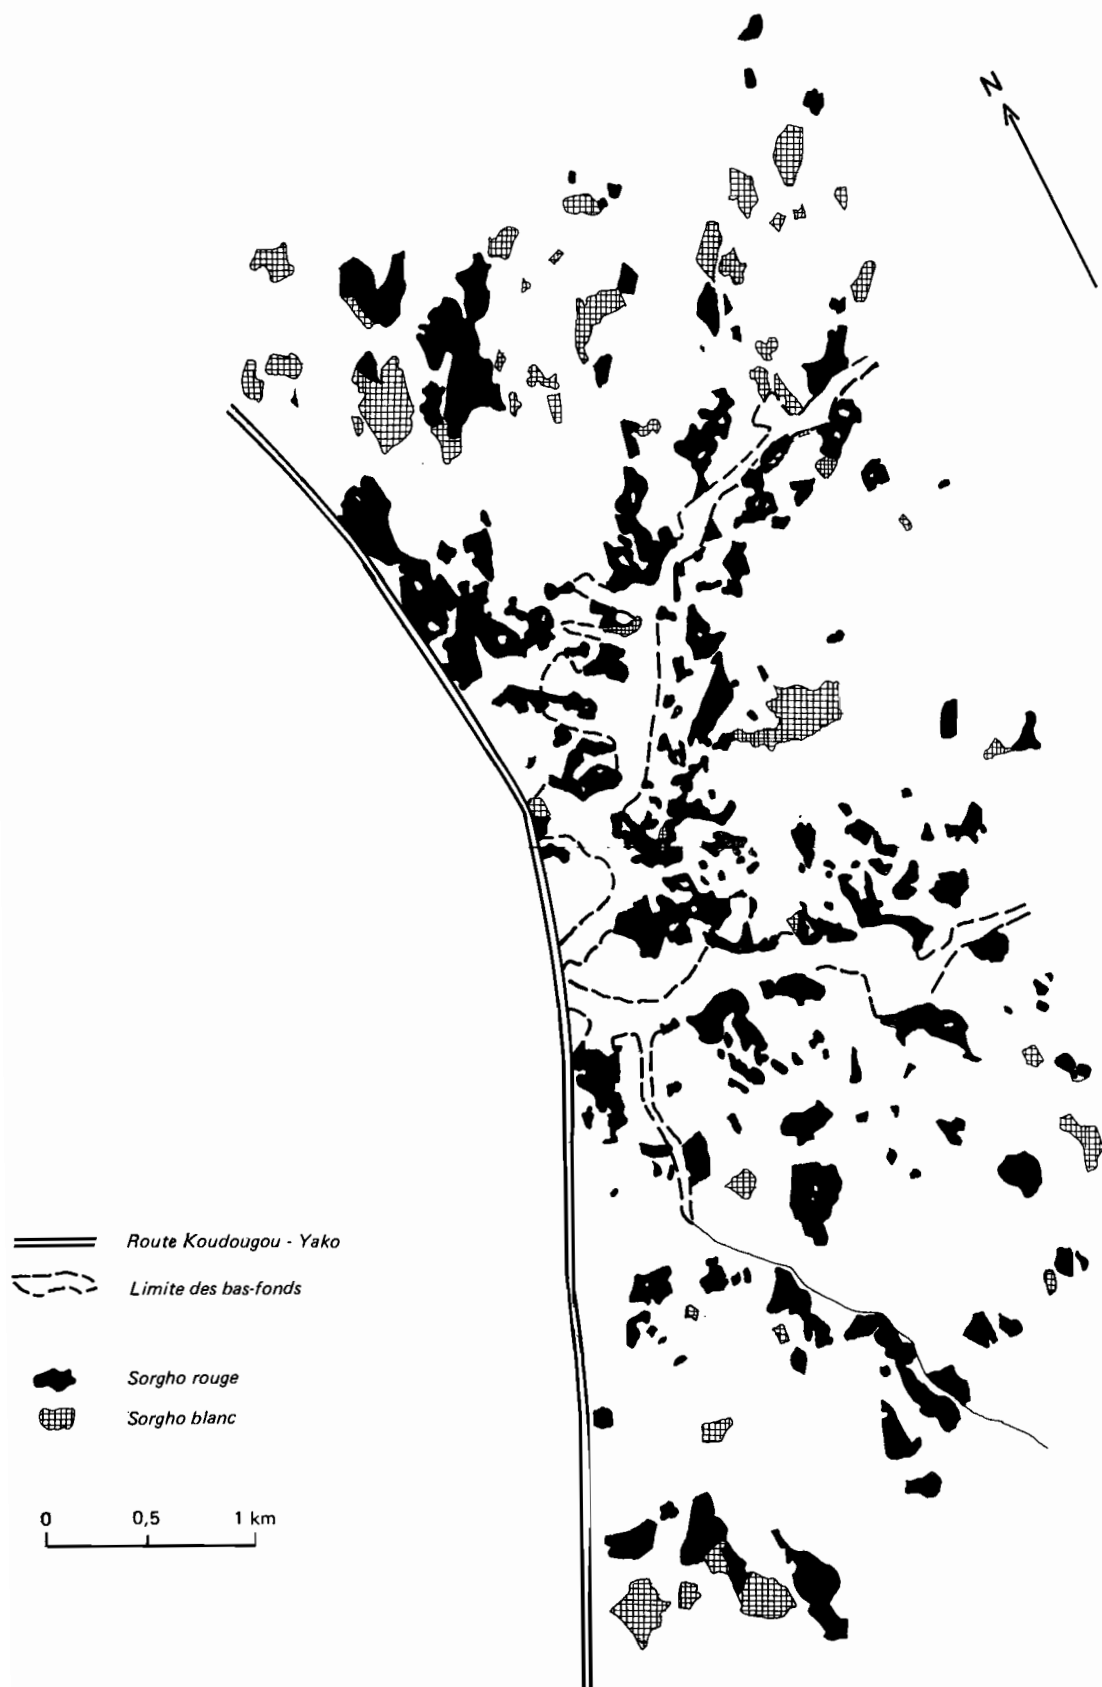 N
Route Koudougou - Yako
Limite des bas-fonds
Sorgho rouge
Sorgho blanc
0 0,5 1 km